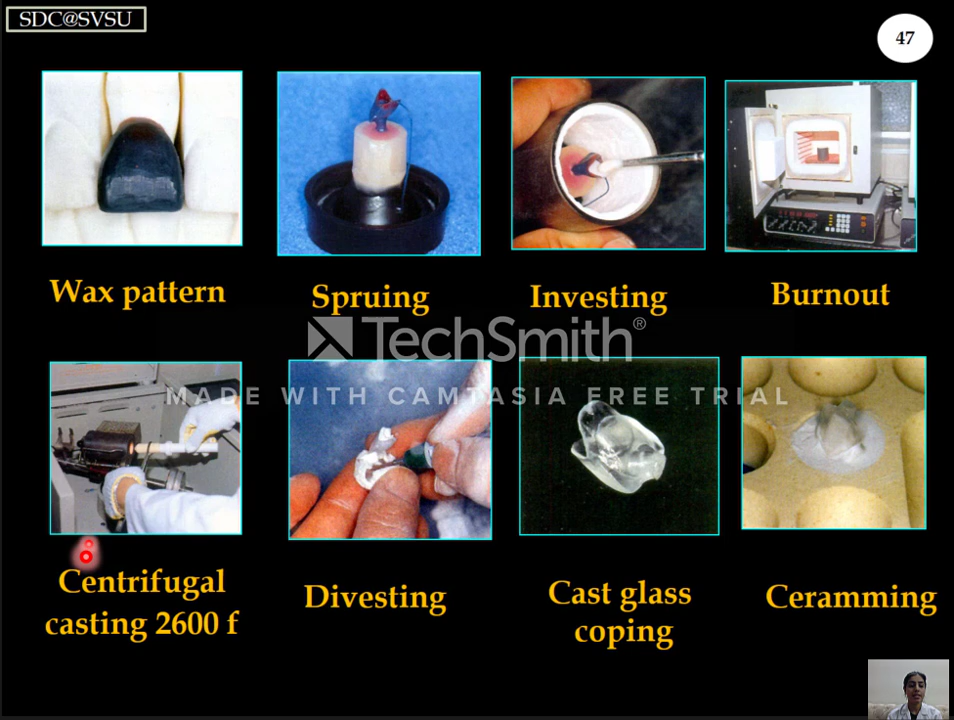 SDC@SVSU
47
Wax pattern
Spruing
Investing
Burnout
TechSmith®
MADE WITH CAMTASIA FREE TRIAL
Centrifugal
casting 2600 f
Divesting
Cast glass
coping
Ceramming